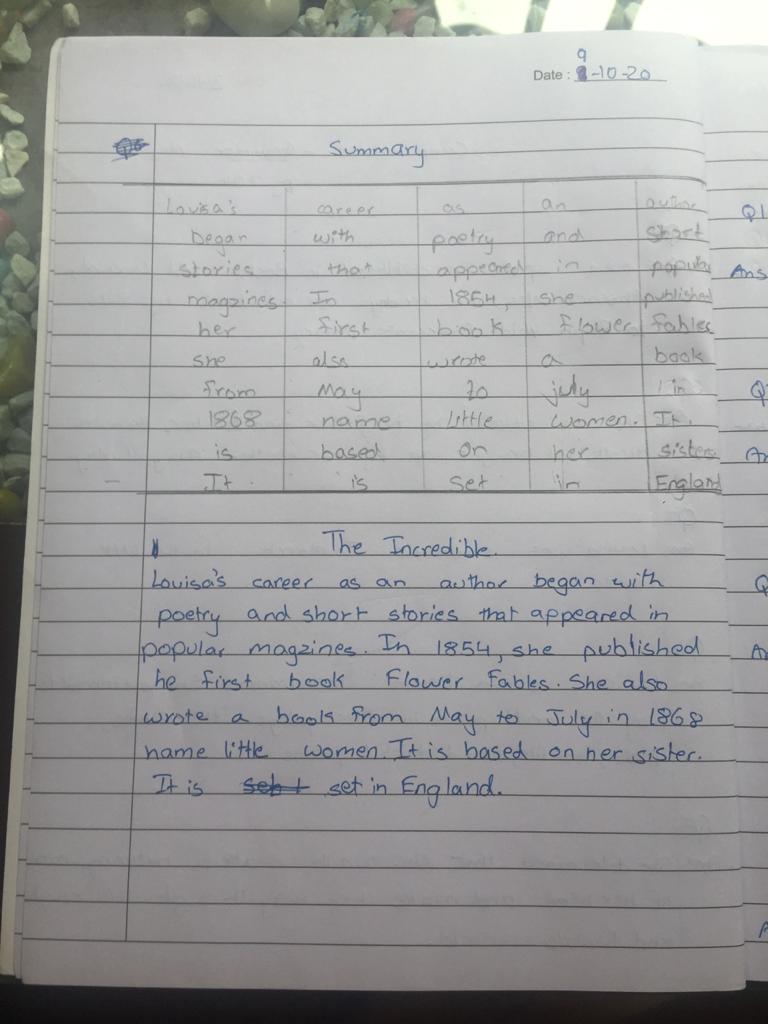 9
Date : 8-10-20
Summary
Louisa's career as an author
began with poetry and short
stories that appeared in popular
magzines. In 1854, she published
her first book flower fables
she also wrote a book
from May to july in
1868 name little women. It
is based on her sister
It is set in England
The Incredible.
Louisa's career as an author began with
poetry and short stories that appeared in
popular magzines. In 1854, she published
he first book Flower Fables. She also
wrote a book from May to July in 1868
name little women. It is based on her sister.
It is set in England.
Q1
Ans
Q
An
Q
A
A